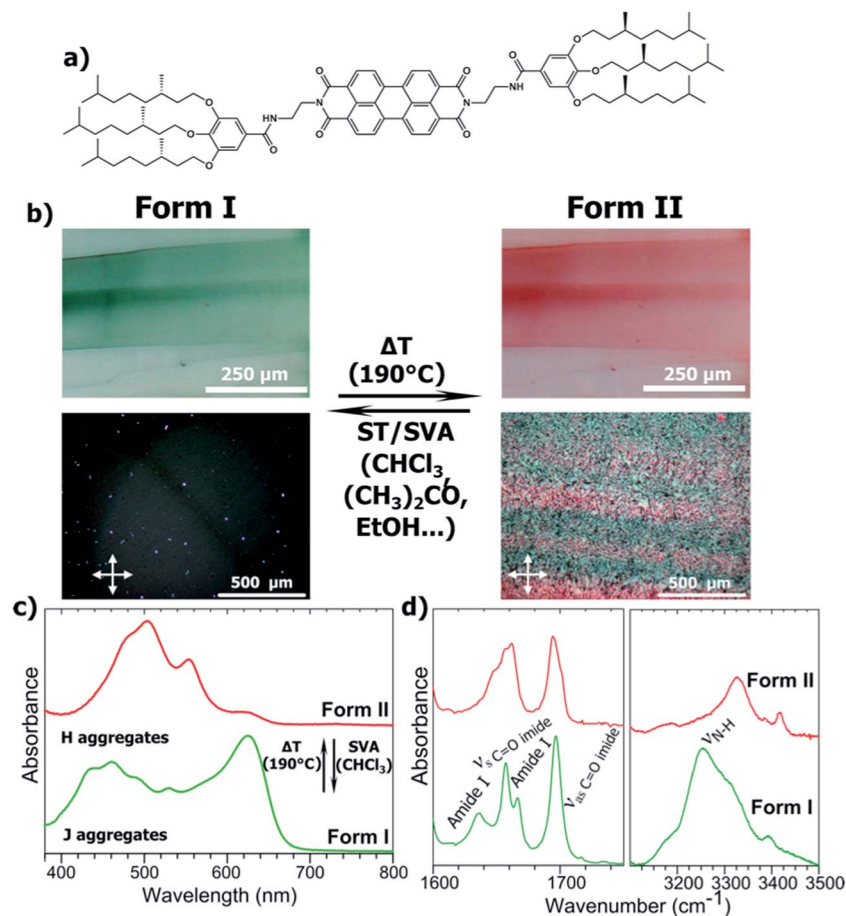 a)
O
O
O
O
O
O
NH
N
N
HN
O
O
O
O
O
O
b)
Form I
Form II
250 µm
250 µm
ΔT
(190°C)
ST/SVA
(CHCl3,
(CH3)2CO,
EtOH...)
500 µm
500 µm
c)
Absorbance
Form II
H aggregates
ΔT
(190°C)
SVA
(CHCl3)
J aggregates
Form I
400 500 600 700 800
Wavelength (nm)
d)
Absorbance
Amide I
νs C=O imide
Amide I
νas C=O imide
Form II
νN-H
Form I
1600 1700 3200 3300 3400 3500
Wavenumber (cm-1)